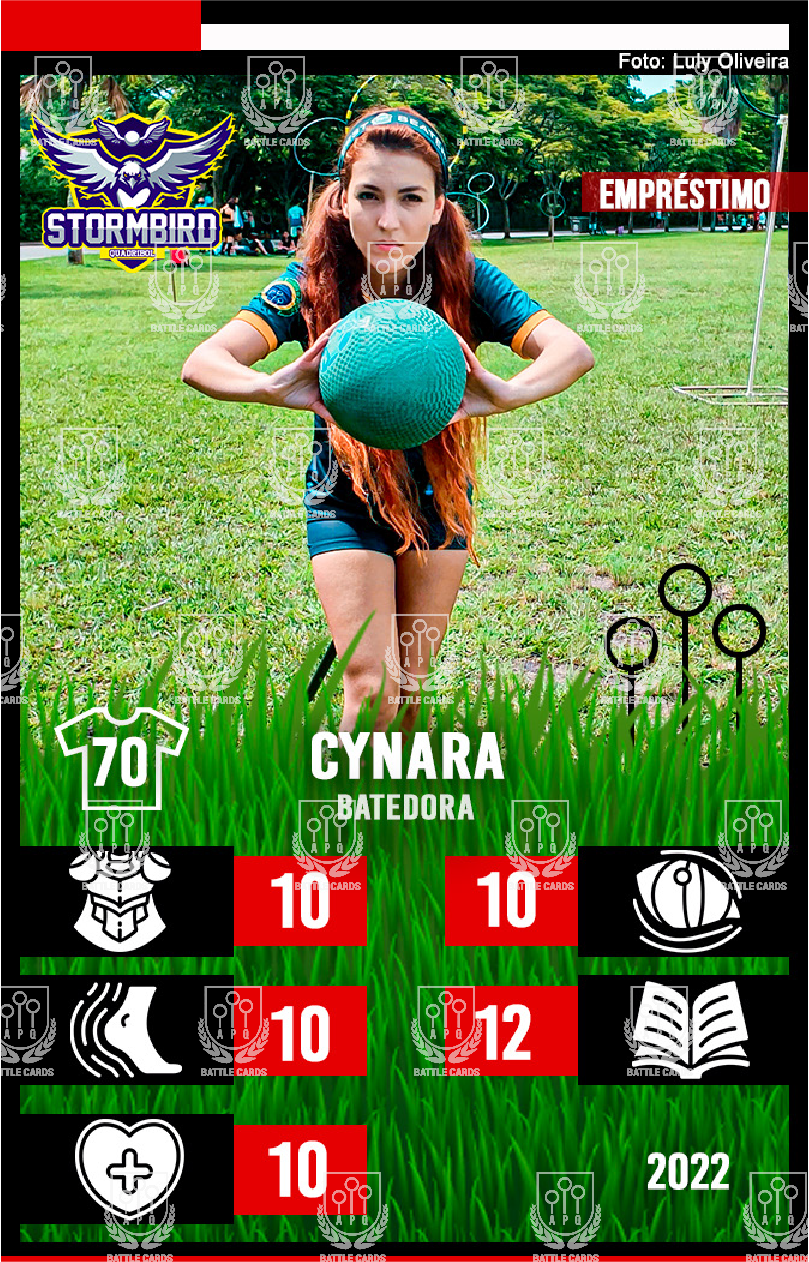 Foto: Luly Oliveira
STORMBIRD
QUADRIBOL
EMPRÉSTIMO
70
CYNARA
BATEDORA
10
10
10
12
10
2022
APQ
BATTLE CARDS